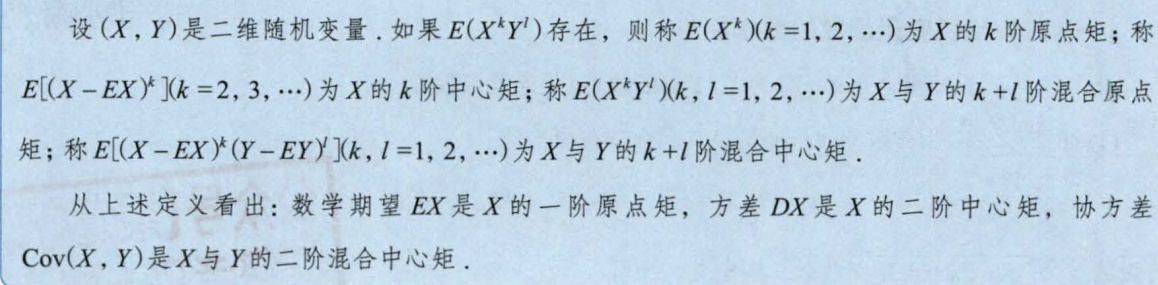 设(X, Y)是二维随机变量.如果E(XᵏYˡ)存在，则称E(Xᵏ)(k=1, 2, …)为X的k阶原点矩；称
E[(X-EX)ᵏ](k=2, 3, …)为X的k阶中心矩；称E(XᵏYˡ)(k, l=1, 2, …)为X与Y的k+l阶混合原点
矩；称E[(X-EX)ᵏ(Y-EY)ˡ](k, l=1, 2, …)为X与Y的k+l阶混合中心矩.
从上述定义看出：数学期望EX是X的一阶原点矩，方差DX是X的二阶中心矩，协方差
Cov(X, Y)是X与Y的二阶混合中心矩.